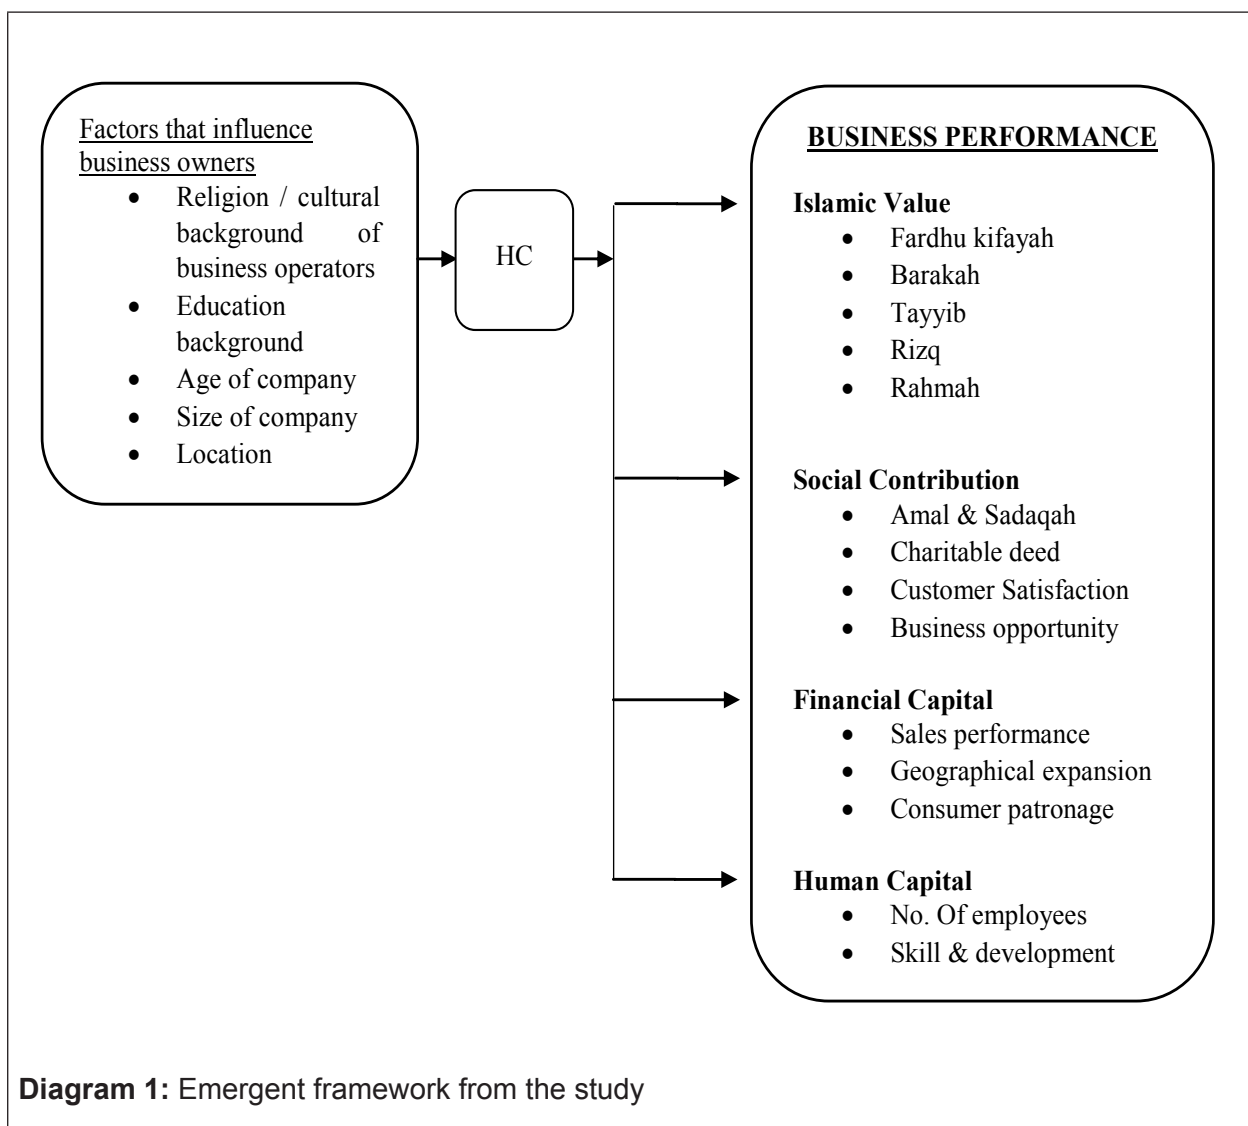 Factors that influence
business owners
• Religion / cultural
background of
business operators
• Education
background
• Age of company
• Size of company
• Location
HC
BUSINESS PERFORMANCE
Islamic Value
• Fardhu kifayah
• Barakah
• Tayyib
• Rizq
• Rahmah
Social Contribution
• Amal & Sadaqah
• Charitable deed
• Customer Satisfaction
• Business opportunity
Financial Capital
• Sales performance
• Geographical expansion
• Consumer patronage
Human Capital
• No. Of employees
• Skill & development
Diagram 1: Emergent framework from the study